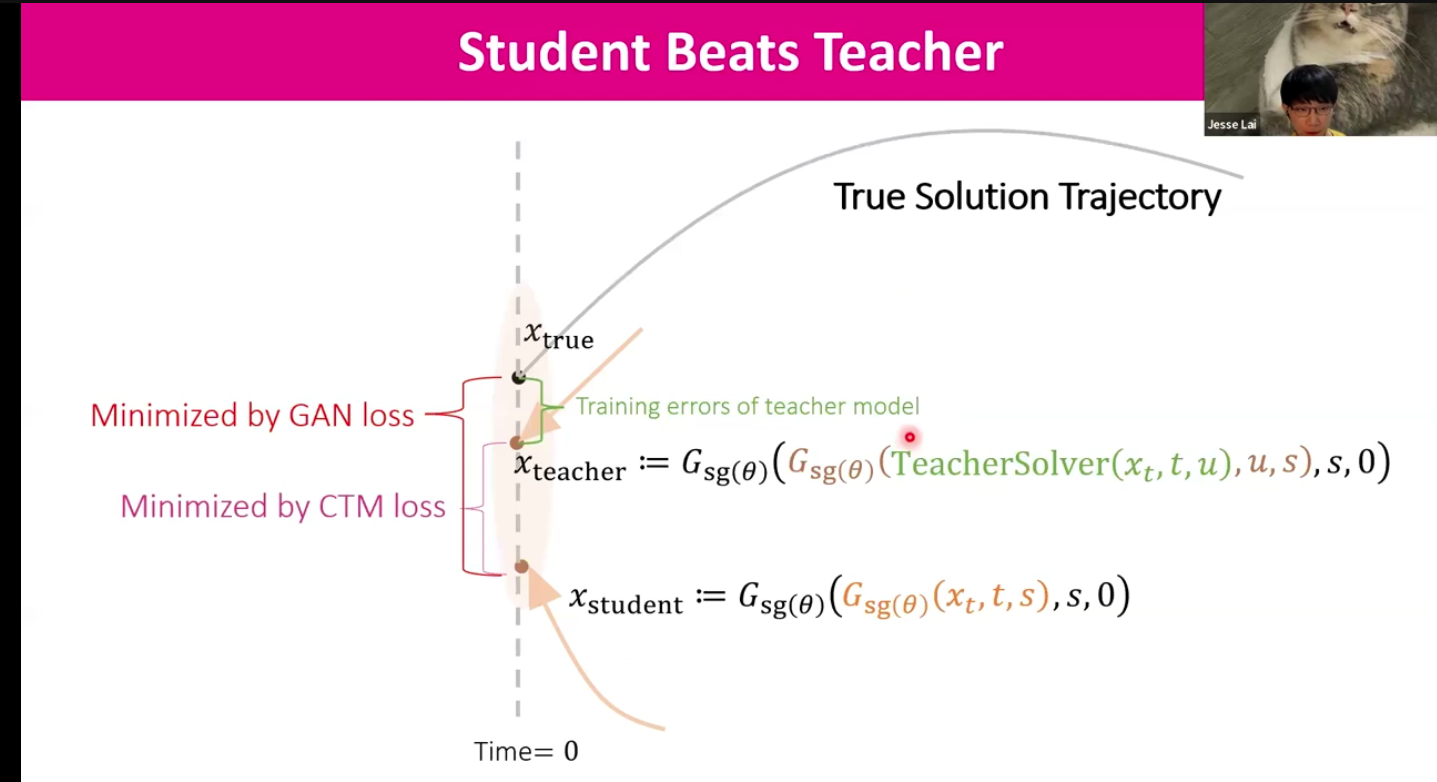 Student Beats Teacher
Jesse Lai
True Solution Trajectory
x_true
Minimized by GAN loss
Training errors of teacher model
x_teacher := G_sg(θ)(G_sg(θ)(TeacherSolver(x_t, t, u), u, s), s, 0)
Minimized by CTM loss
x_student := G_sg(θ)(G_sg(θ)(x_t, t, s), s, 0)
Time= 0